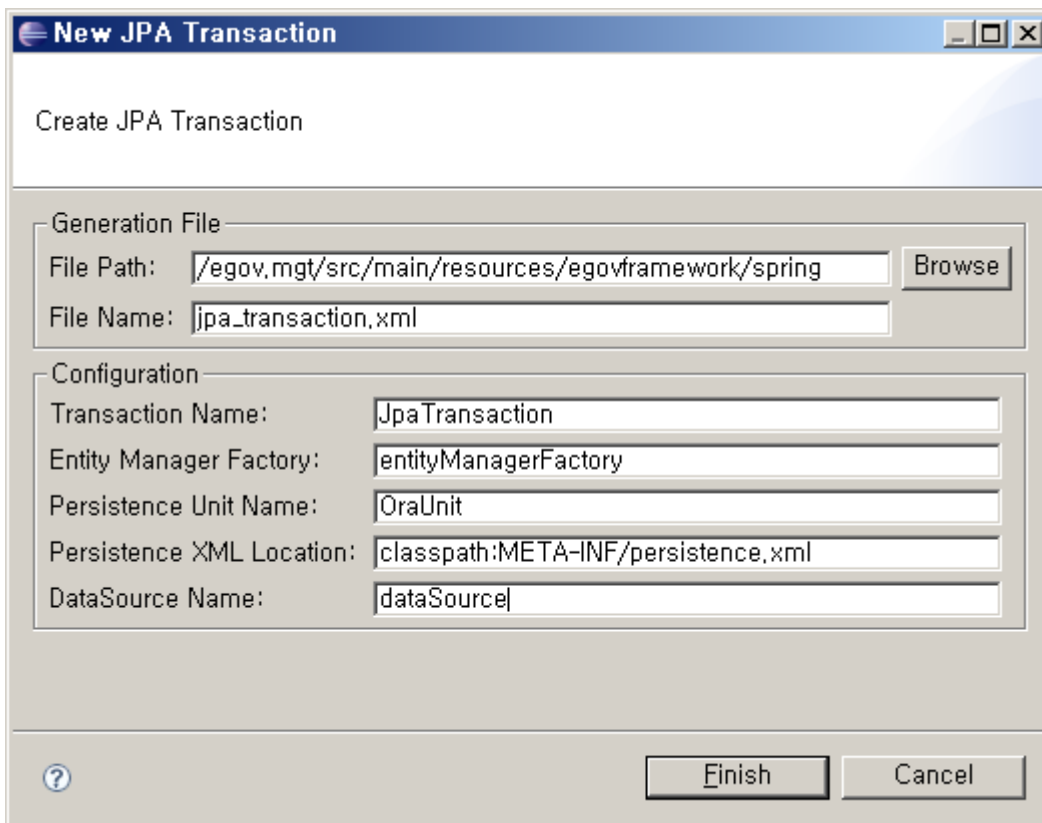 New JPA Transaction
Create JPA Transaction
Generation File
File Path: /egov.mgt/src/main/resources/egovframework/spring Browse
File Name: jpa_transaction.xml
Configuration
Transaction Name: JpaTransaction
Entity Manager Factory: entityManagerFactory
Persistence Unit Name: OraUnit
Persistence XML Location: classpath:META-INF/persistence.xml
DataSource Name: dataSource
? Finish Cancel